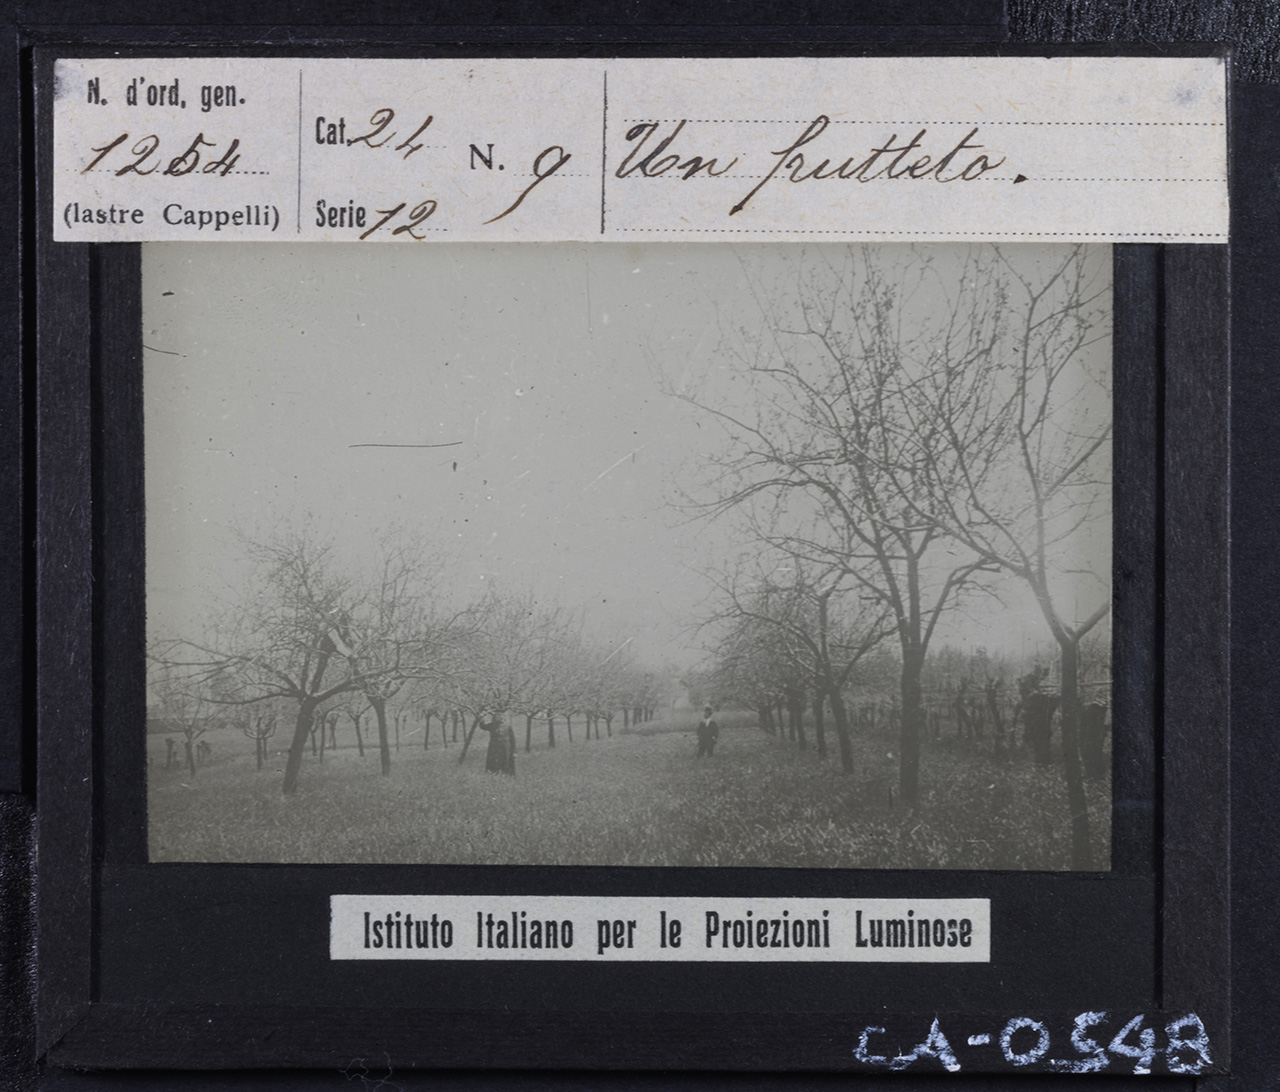 N. d'ord. gen.
1254
(lastre Cappelli)
Cat. 24
N. 9
Serie 12
Un frutteto.
Istituto Italiano per le Proiezioni Luminose
CA-0548